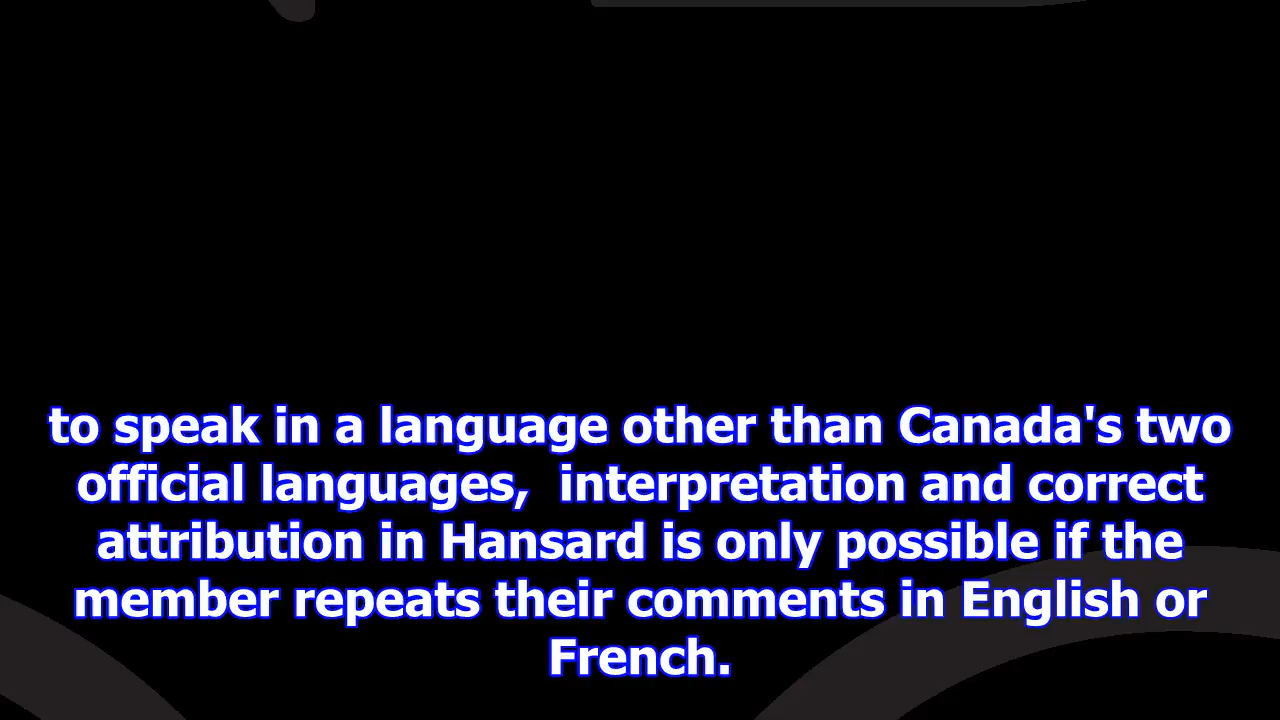 to speak in a language other than Canada's two
official languages,  interpretation and correct
attribution in Hansard is only possible if the
member repeats their comments in English or
French.